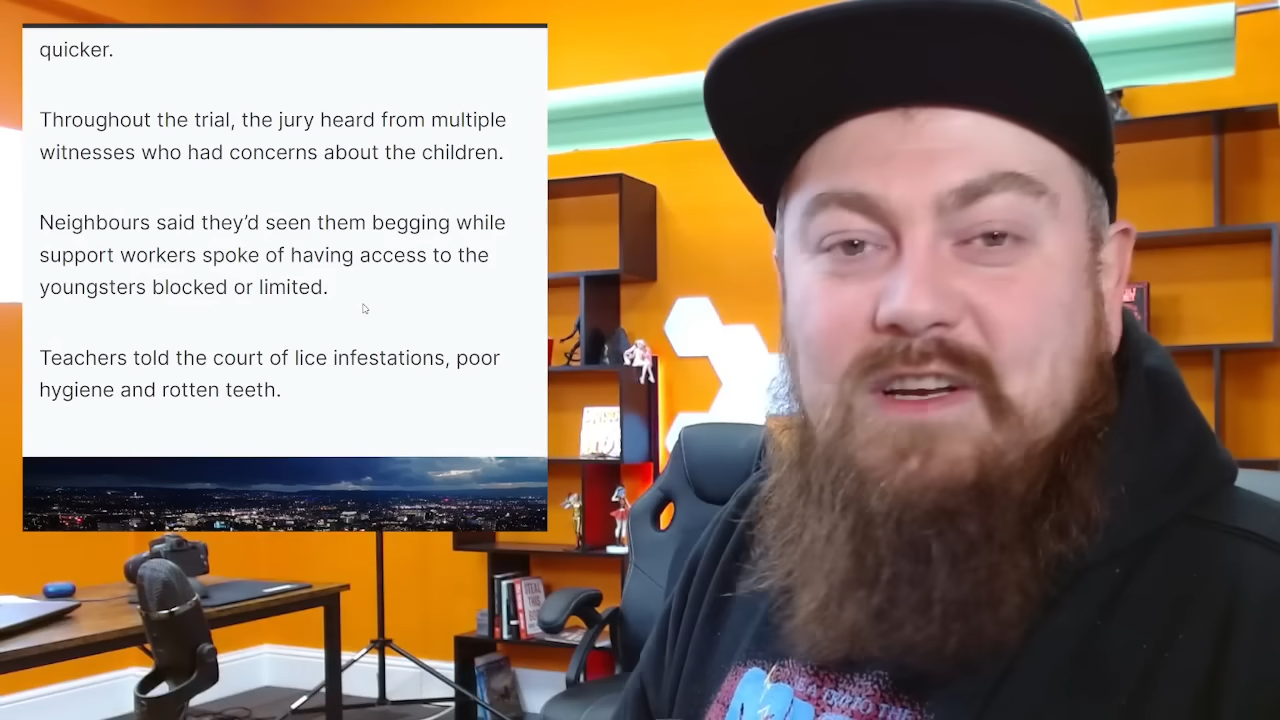 quicker.
Throughout the trial, the jury heard from multiple
witnesses who had concerns about the children.
Neighbours said they’d seen them begging while
support workers spoke of having access to the
youngsters blocked or limited.
Teachers told the court of lice infestations, poor
hygiene and rotten teeth.
STEAL
THIS